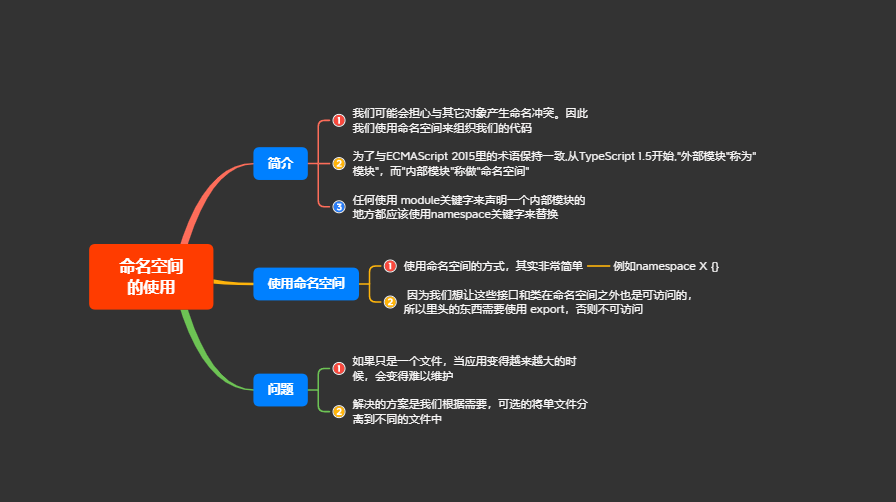 命名空间
的使用
简介
1
我们可能会担心与其它对象产生命名冲突。因此
我们使用命名空间来组织我们的代码
2
为了与ECMAScript 2015里的术语保持一致,从TypeScript 1.5开始,"外部模块"称为"
模块"，而"内部模块"称做"命名空间"
3
任何使用 module关键字来声明一个内部模块的
地方都应该使用namespace关键字来替换
使用命名空间
1
使用命名空间的方式，其实非常简单
例如namespace X {}
2
因为我们想让这些接口和类在命名空间之外也是可访问的，
所以里头的东西需要使用 export，否则不可访问
问题
1
如果只是一个文件，当应用变得越来越大的时
候，会变得难以维护
2
解决的方案是我们根据需要，可选的将单文件分
离到不同的文件中